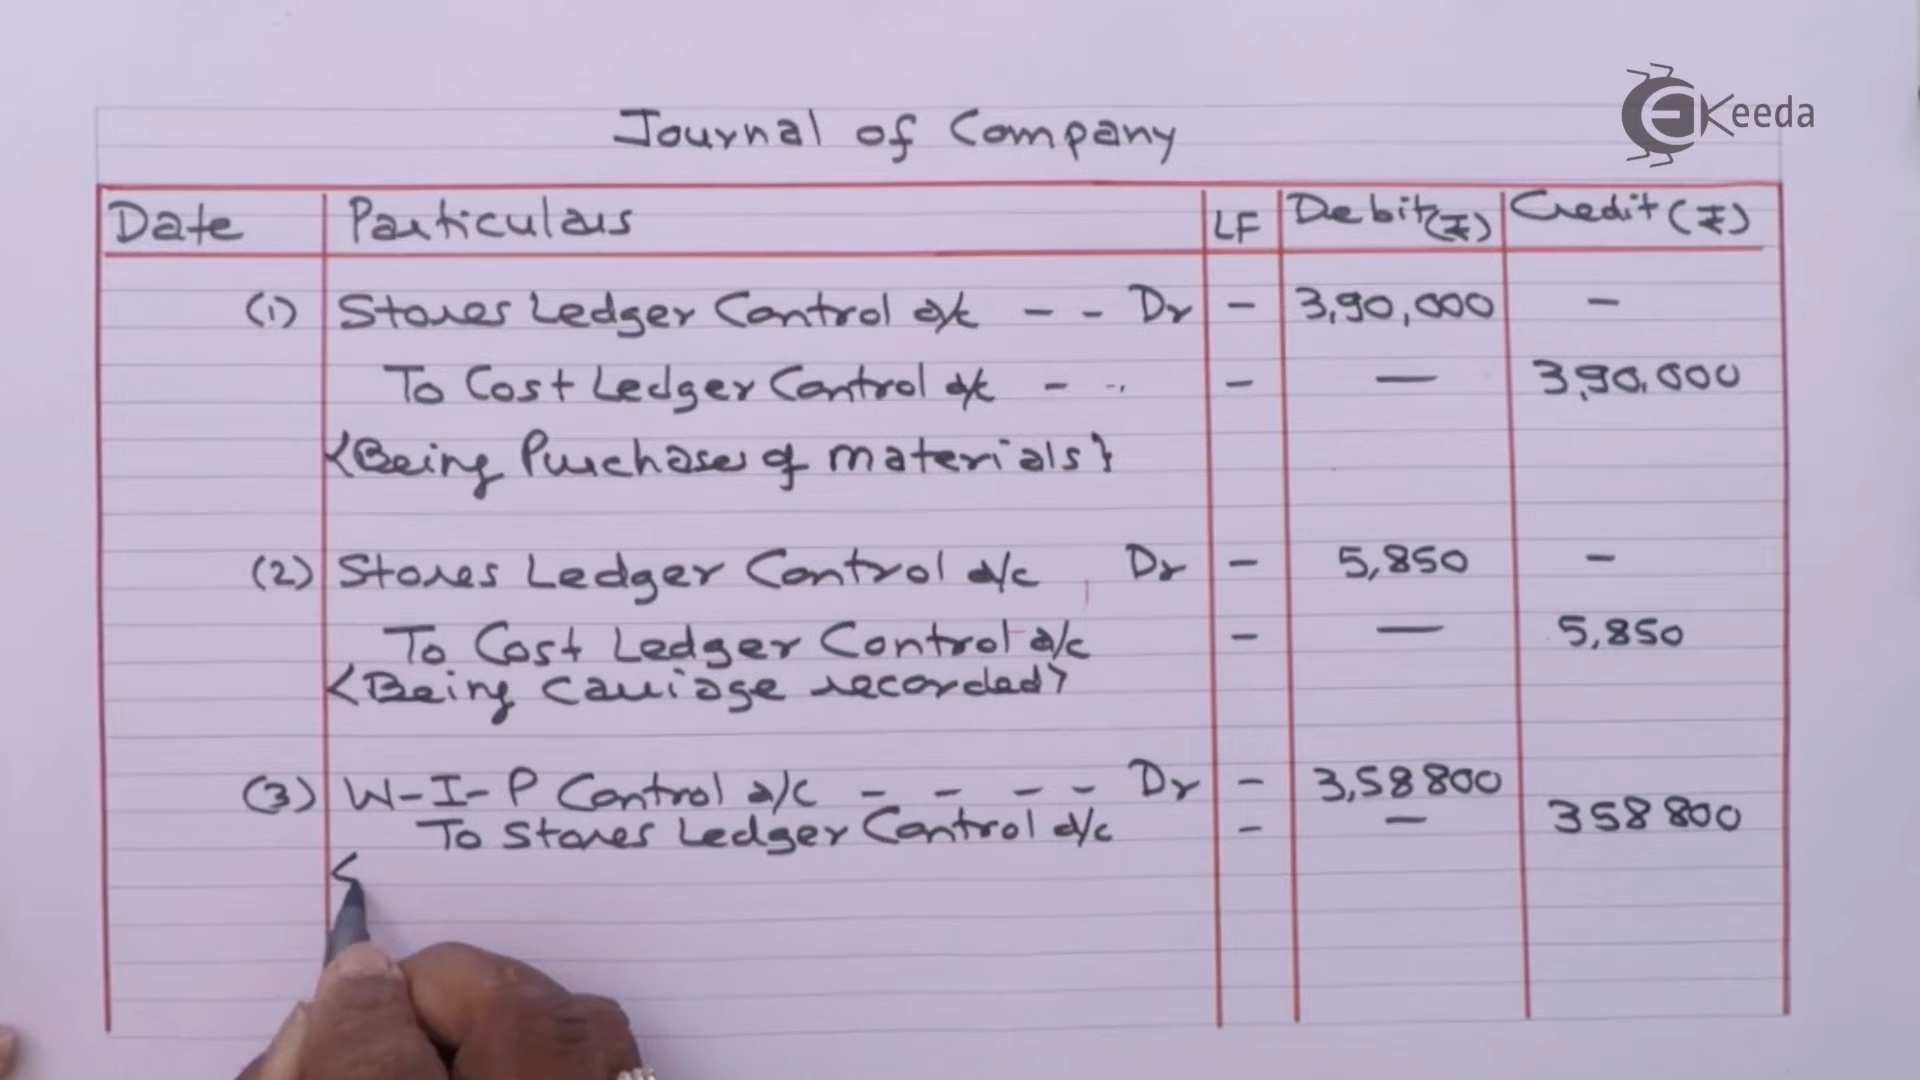 EKeeda
Journal of Company
Date Particulars LF Debit(₹) Credit (₹)
(1) Stores Ledger Control a/c - - Dr - 3,90,000 -
To Cost Ledger Control a/c - - - — 3,90,000
<Being Purchases of materials}
(2) Stores Ledger Control a/c Dr - 5,850 -
To Cost Ledger Control a/c - — 5,850
<Being carriage recorded>
(3) W-I-P Control a/c - - - - Dr - 3,58800
To Stores Ledger Control a/c - — 358800
<